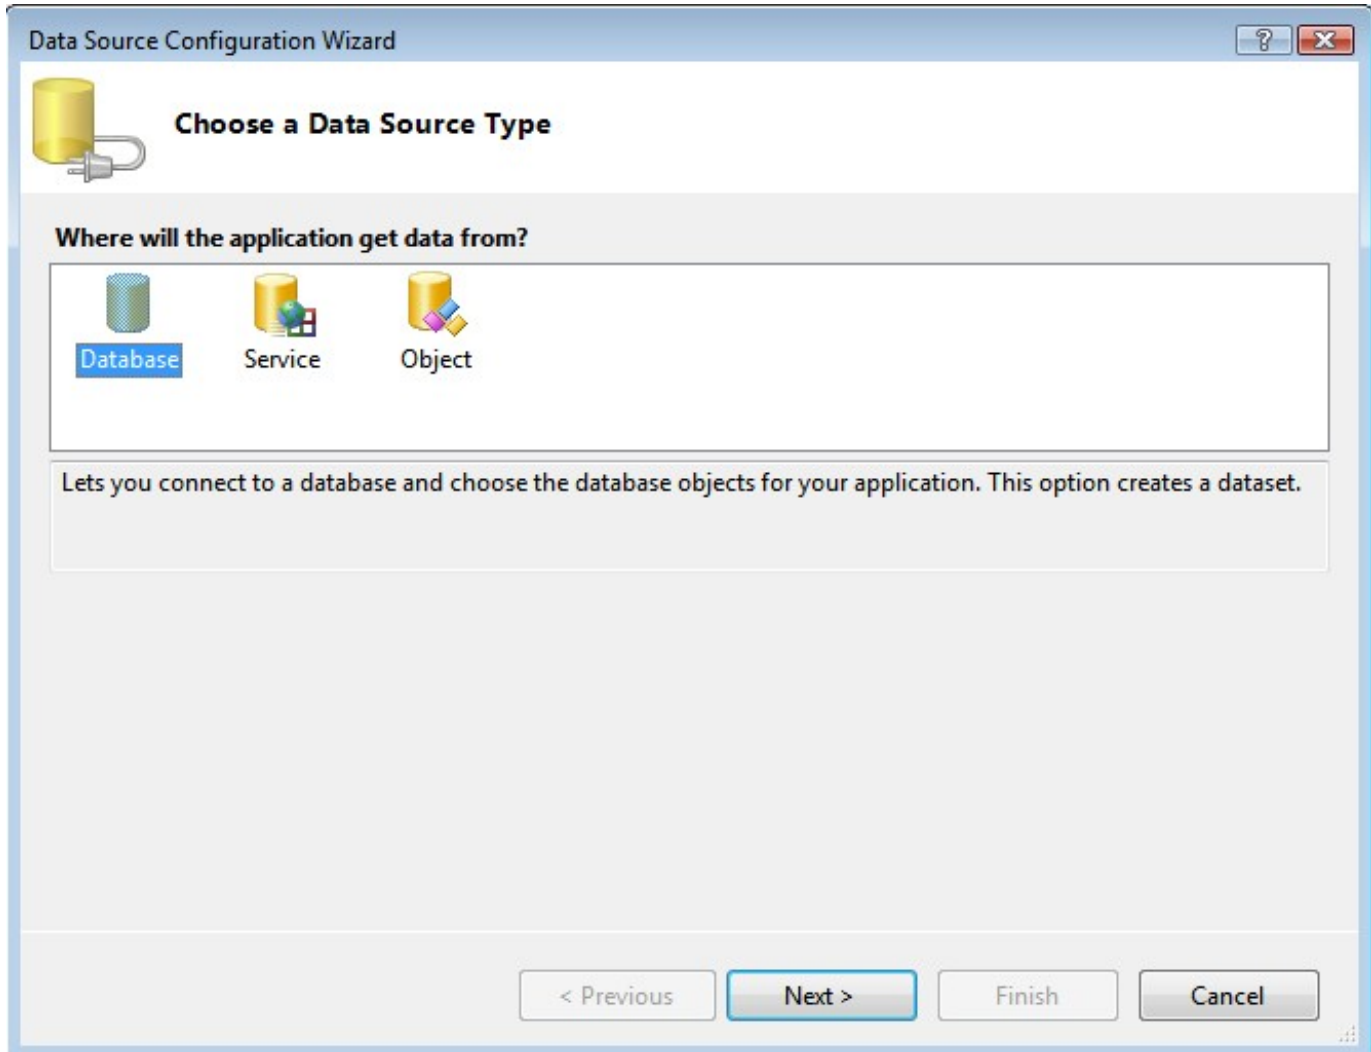 Data Source Configuration Wizard
Choose a Data Source Type
Where will the application get data from?
Database Service Object
Lets you connect to a database and choose the database objects for your application. This option creates a dataset.
< Previous Next > Finish Cancel